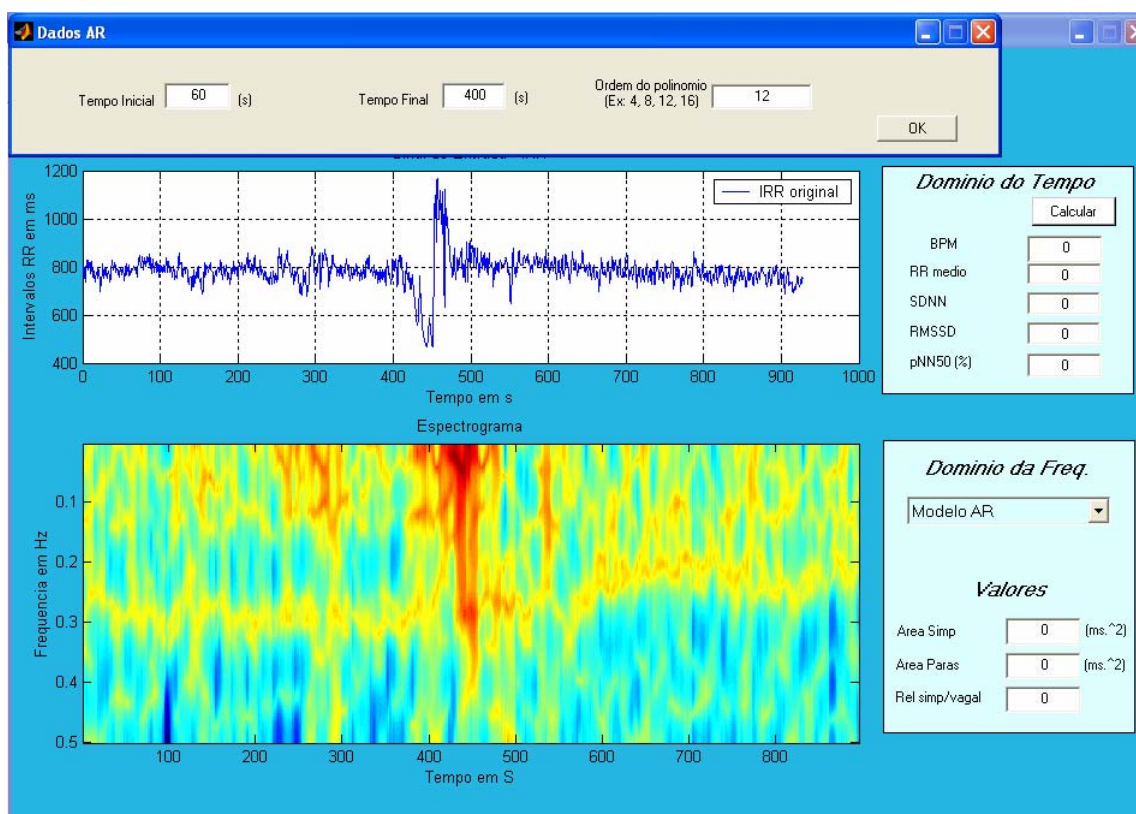 Dados AR
Tempo Inicial 60 (s)
Tempo Final 400 (s)
Ordem do polinomio
(Ex: 4, 8, 12, 16) 12
OK
IRR original
Intervalos RR em ms
1200
1000
800
600
400
0 100 200 300 400 500 600 700 800 900 1000
Tempo em s
Dominio do Tempo
Calcular
BPM 0
RR medio 0
SDNN 0
RMSSD 0
pNN50 (%) 0
Espectrograma
Frequencia em Hz
0.1
0.2
0.3
0.4
0.5
100 200 300 400 500 600 700 800
Tempo em S
Dominio da Freq.
Modelo AR
Valores
Area Simp 0 (ms.^2)
Area Paras 0 (ms.^2)
Rel simp/vagal 0